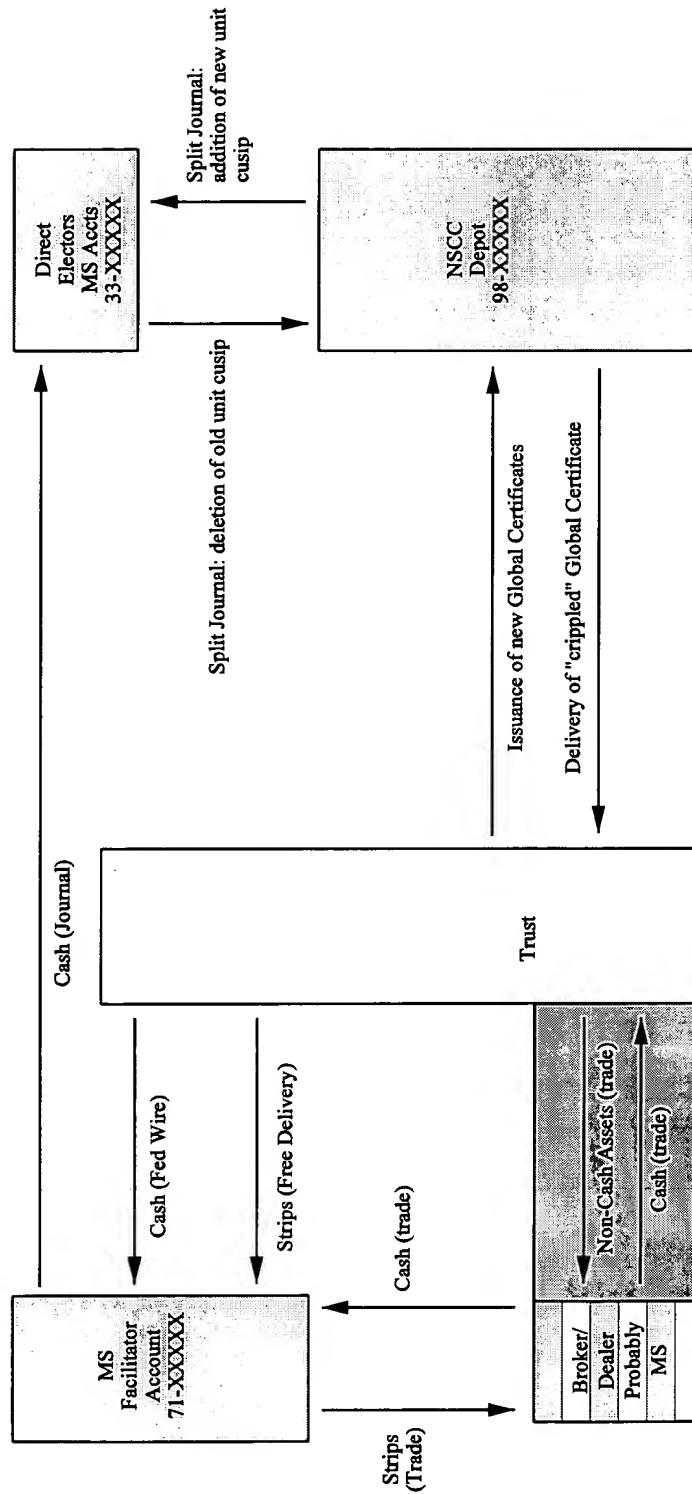 Cash (Journal)
MS
Facilitator
Account
71-XXXXX
Direct
Electors
MS Accts
33-XXXXX
Cash (Fed Wire)
Strips (Free Delivery)
Split Journal: deletion of old unit cusip
Split Journal:
addition of new unit
cusip
Strips
(Trade)
Cash (trade)
Trust
Issuance of new Global Certificates
Delivery of "crippled" Global Certificate
NSCC
Depot
98-XXXXX
Broker/
Dealer
Probably
MS
Non-Cash Assets (trade)
Cash (trade)